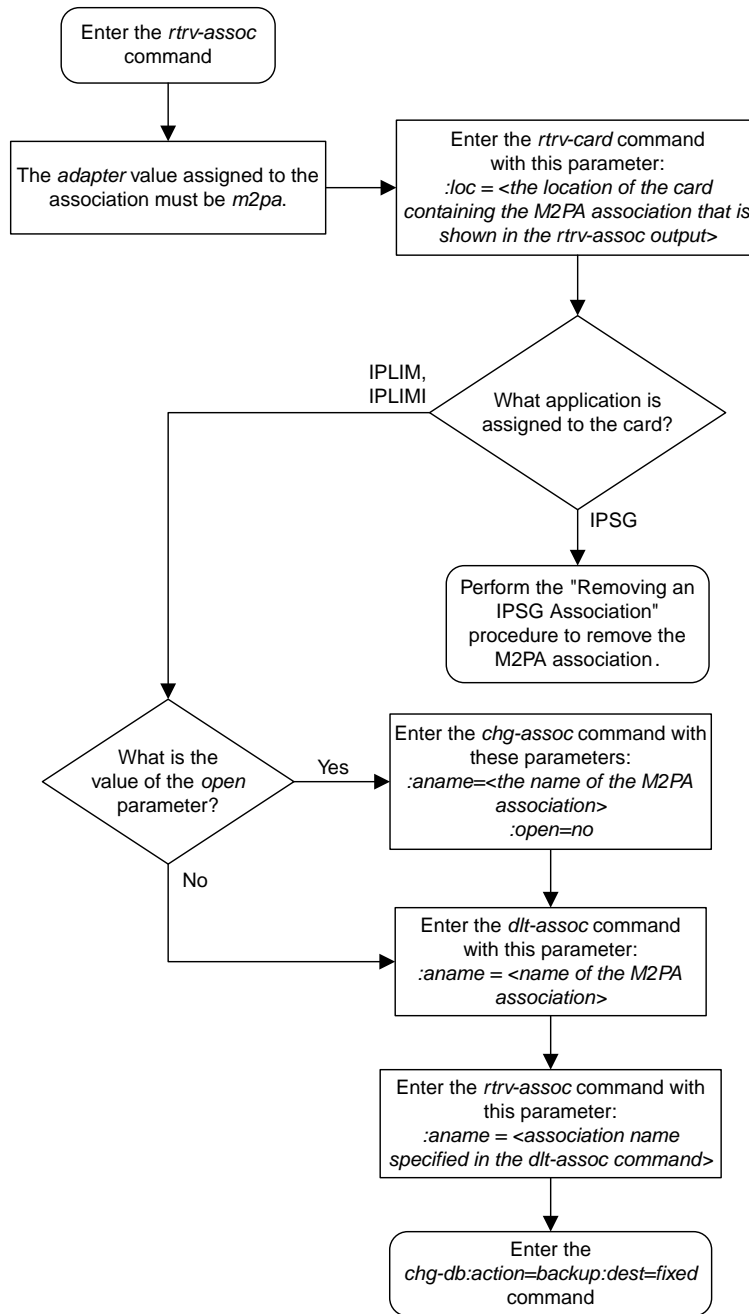 Enter the rtrv-assoc
command
The adapter value assigned to the
association must be m2pa.
Enter the rtrv-card command
with this parameter:
:loc = <the location of the card
containing the M2PA association that is
shown in the rtrv-assoc output>
What application is
assigned to the card?
IPLIM,
IPLIMI
IPSG
Perform the "Removing an
IPSG Association"
procedure to remove the
M2PA association.
What is the
value of the open
parameter?
Yes
No
Enter the chg-assoc command with
these parameters:
:aname=<the name of the M2PA
association>
:open=no
Enter the dlt-assoc command
with this parameter:
:aname = <name of the M2PA
association>
Enter the rtrv-assoc command with
this parameter:
:aname = <association name
specified in the dlt-assoc command>
Enter the
chg-db:action=backup:dest=fixed
command